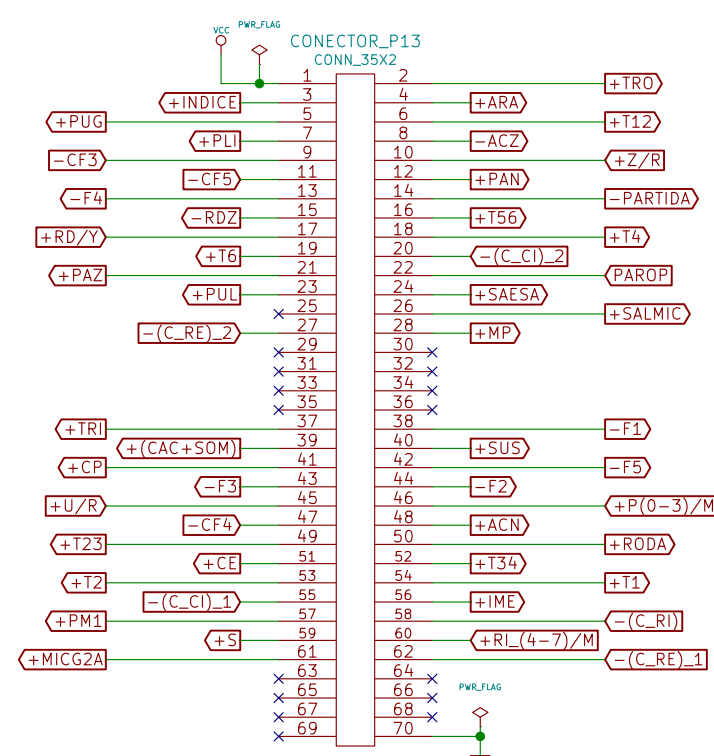 VCC
PWR_FLAG
CONECTOR_P13
CONN_35X2
1 2 +TRO
+INDICE 3 4 +ARA
+PUG 5 6 +T12
+PLI 7 8 -ACZ
-CF3 9 10 +Z/R
-CF5 11 12 +PAN
-F4 13 14 -PARTIDA
-RDZ 15 16 +T56
+RD/Y 17 18 +T4
+T6 19 20 -(C_CI)_2
+PAZ 21 22 PAROP
+PUL 23 24 +SAESA
25 26 +SALMIC
-(C_RE)_2 27 28 +MP
29 30
31 32
33 34
35 36
+TRI 37 38 -F1
+(CAC+SOM) 39 40 +SUS
+CP 41 42 -F5
-F3 43 44 -F2
+U/R 45 46 +P(0-3)/M
-CF4 47 48 +ACN
+T23 49 50 +RODA
+CE 51 52 +T34
+T2 53 54 +T1
-(C_CI)_1 55 56 +IME
+PM1 57 58 -(C_RI)
+S 59 60 +RI_(4-7)/M
+MICG2A 61 62 -(C_RE)_1
63 64
65 66
PWR_FLAG
67 68
69 70